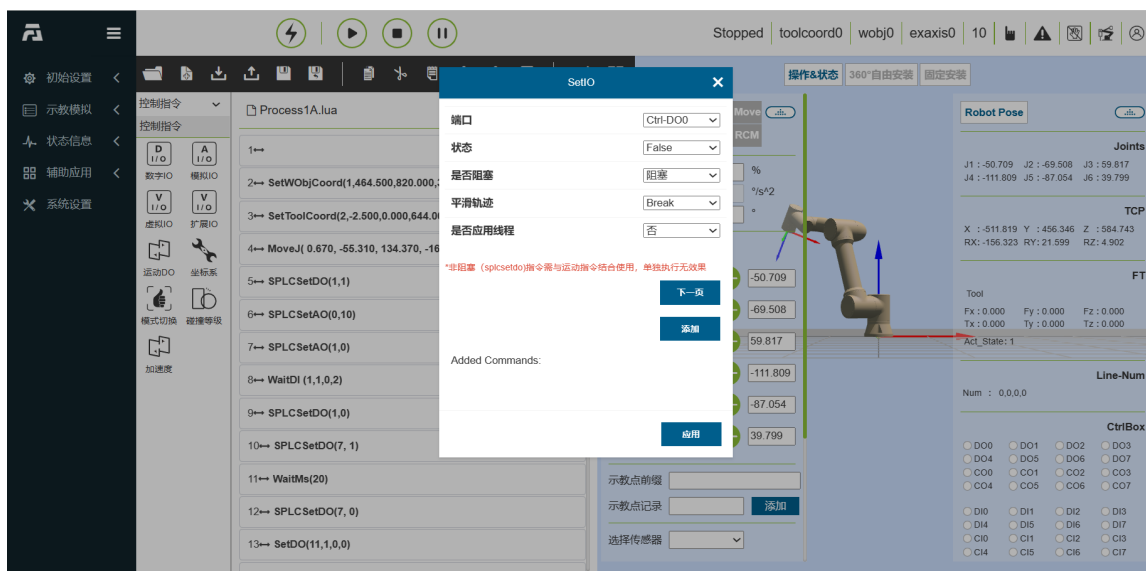 Stopped toolcoord0 wobj0 exaxis0 10
初始设置
示教模拟
状态信息
辅助应用
系统设置
控制指令
控制指令
D I/O A I/O
数字IO 模拟IO
V I/O V I/O
虚拟IO 扩展IO
运动DO 坐标系
模式切换 碰撞等级
加速度
Process1A.lua
1
2 SetWObjCoord(1,464.500,820.000,
3 SetToolCoord(2,-2.500,0.000,644.0
4 MoveJ( 0.670, -55.310, 134.370, -16
5 SPLCSetDO(1,1)
6 SPLCSetAO(0,10)
7 SPLCSetAO(1,0)
8 WaitDI (1,1,0,2)
9 SPLCSetDO(1,0)
10 SPLCSetDO(7, 1)
11 WaitMs(20)
12 SPLCSetDO(7, 0)
13 SetDO(11,1,0,0)
SetIO
端口 Ctrl-DO0
状态 False
是否阻塞 阻塞
平滑轨迹 Break
是否应用线程 否
*非阻塞（splcsetdo)指令需与运动指令结合使用，单独执行无效果
下一页
添加
Added Commands:
应用
操作&状态 360°自由安装 固定安装
Move
RCM
%
°/s^2
°
-50.709
-69.508
59.817
-111.809
-87.054
39.799
示教点前缀
示教点记录 添加
选择传感器
Robot Pose
Joints
J1 : -50.709 J2 : -69.508 J3 : 59.817
J4 : -111.809 J5 : -87.054 J6 : 39.799
TCP
X : -511.819 Y : 456.346 Z : 584.743
RX: -156.323 RY: 21.599 RZ: 4.902
FT
Tool
Fx : 0.000 Fy : 0.000 Fz : 0.000
Tx : 0.000 Ty : 0.000 Tz : 0.000
Act_State: 1
Line-Num
Num : 0,0,0,0
CtrlBox
DO0 DO1 DO2 DO3
DO4 DO5 DO6 DO7
CO0 CO1 CO2 CO3
CO4 CO5 CO6 CO7
DI0 DI1 DI2 DI3
DI4 DI5 DI6 DI7
CI0 CI1 CI2 CI3
CI4 CI5 CI6 CI7